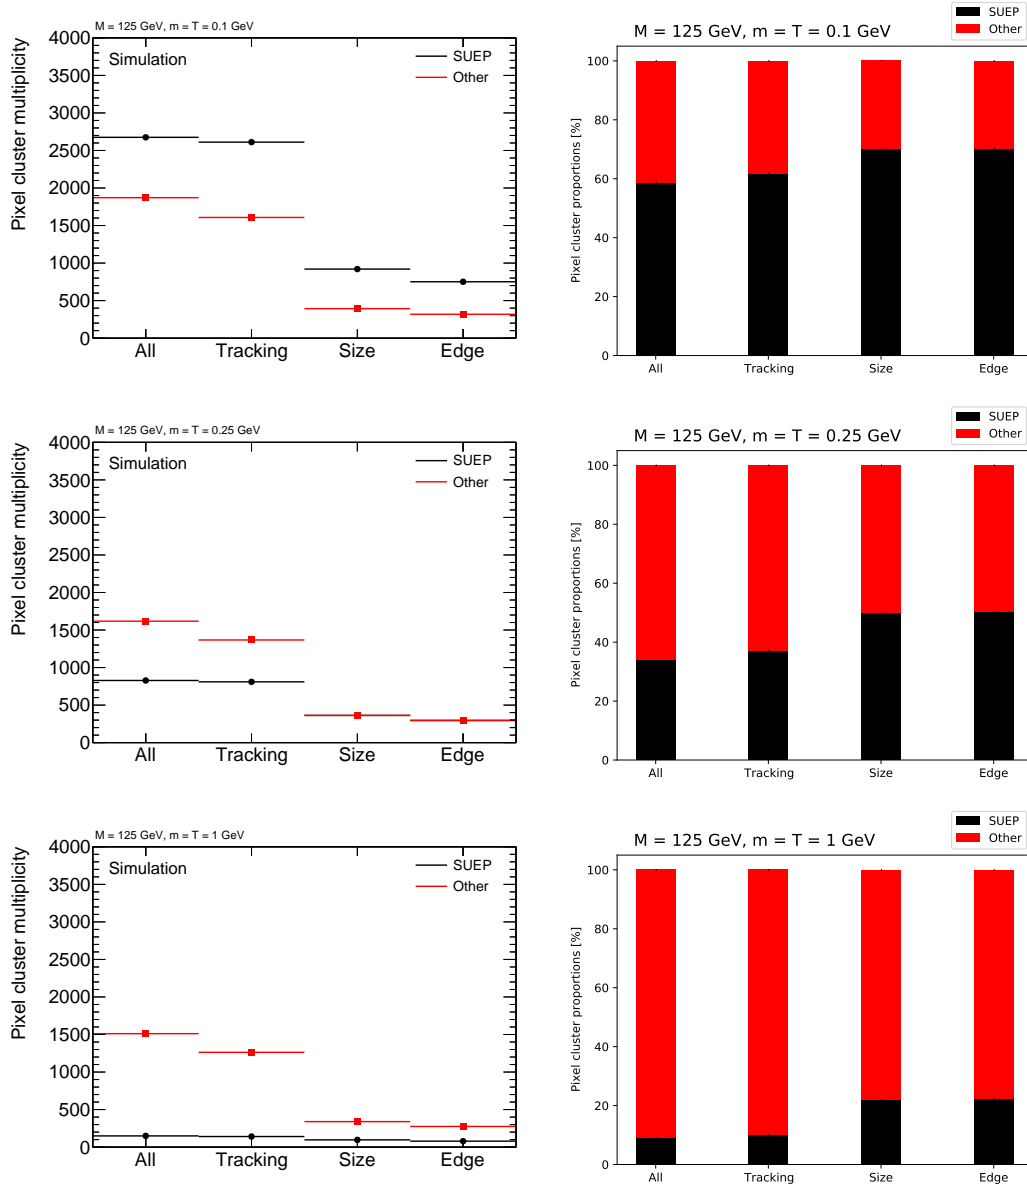 M = 125 GeV, m = T = 0.1 GeV
Pixel cluster multiplicity
4000
3500
3000
2500
2000
1500
1000
500
0
Simulation
SUEP
Other
All Tracking Size Edge
SUEP
Other
M = 125 GeV, m = T = 0.1 GeV
Pixel cluster proportions [%]
100
80
60
40
20
0
All Tracking Size Edge
M = 125 GeV, m = T = 0.25 GeV
Pixel cluster multiplicity
4000
3500
3000
2500
2000
1500
1000
500
0
Simulation
SUEP
Other
All Tracking Size Edge
SUEP
Other
M = 125 GeV, m = T = 0.25 GeV
Pixel cluster proportions [%]
100
80
60
40
20
0
All Tracking Size Edge
M = 125 GeV, m = T = 1 GeV
Pixel cluster multiplicity
4000
3500
3000
2500
2000
1500
1000
500
0
Simulation
SUEP
Other
All Tracking Size Edge
SUEP
Other
M = 125 GeV, m = T = 1 GeV
Pixel cluster proportions [%]
100
80
60
40
20
0
All Tracking Size Edge